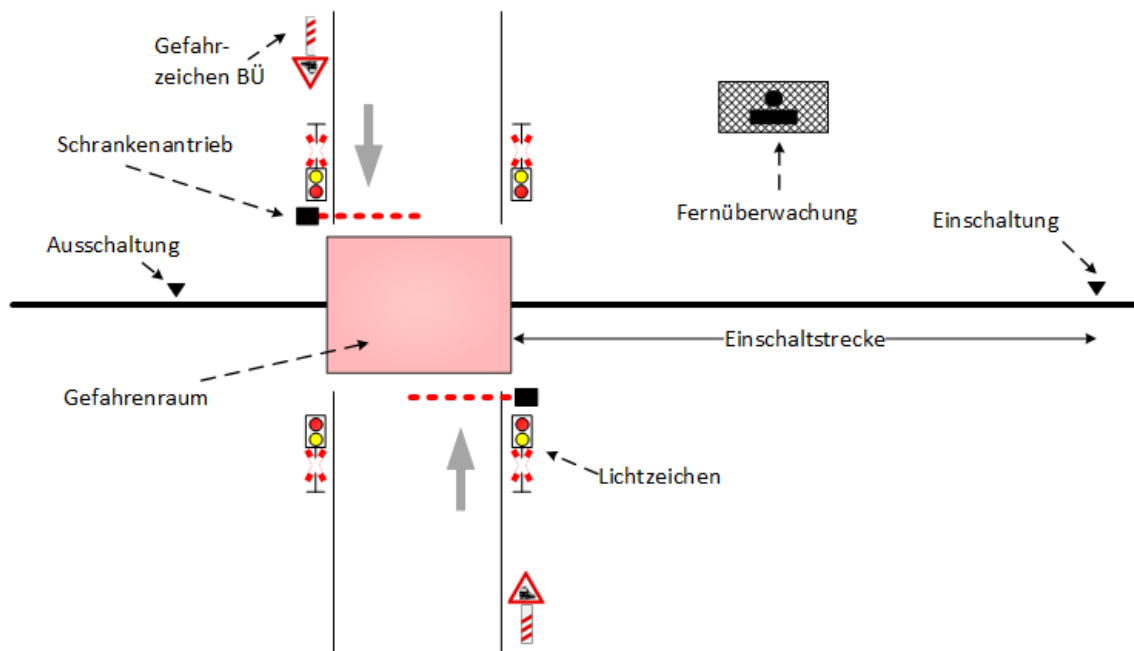 Gefahr-
zeichen BÜ
Schrankenantrieb
Fernüberwachung
Einschaltung
Ausschaltung
Einschaltstrecke
Gefahrenraum
Lichtzeichen